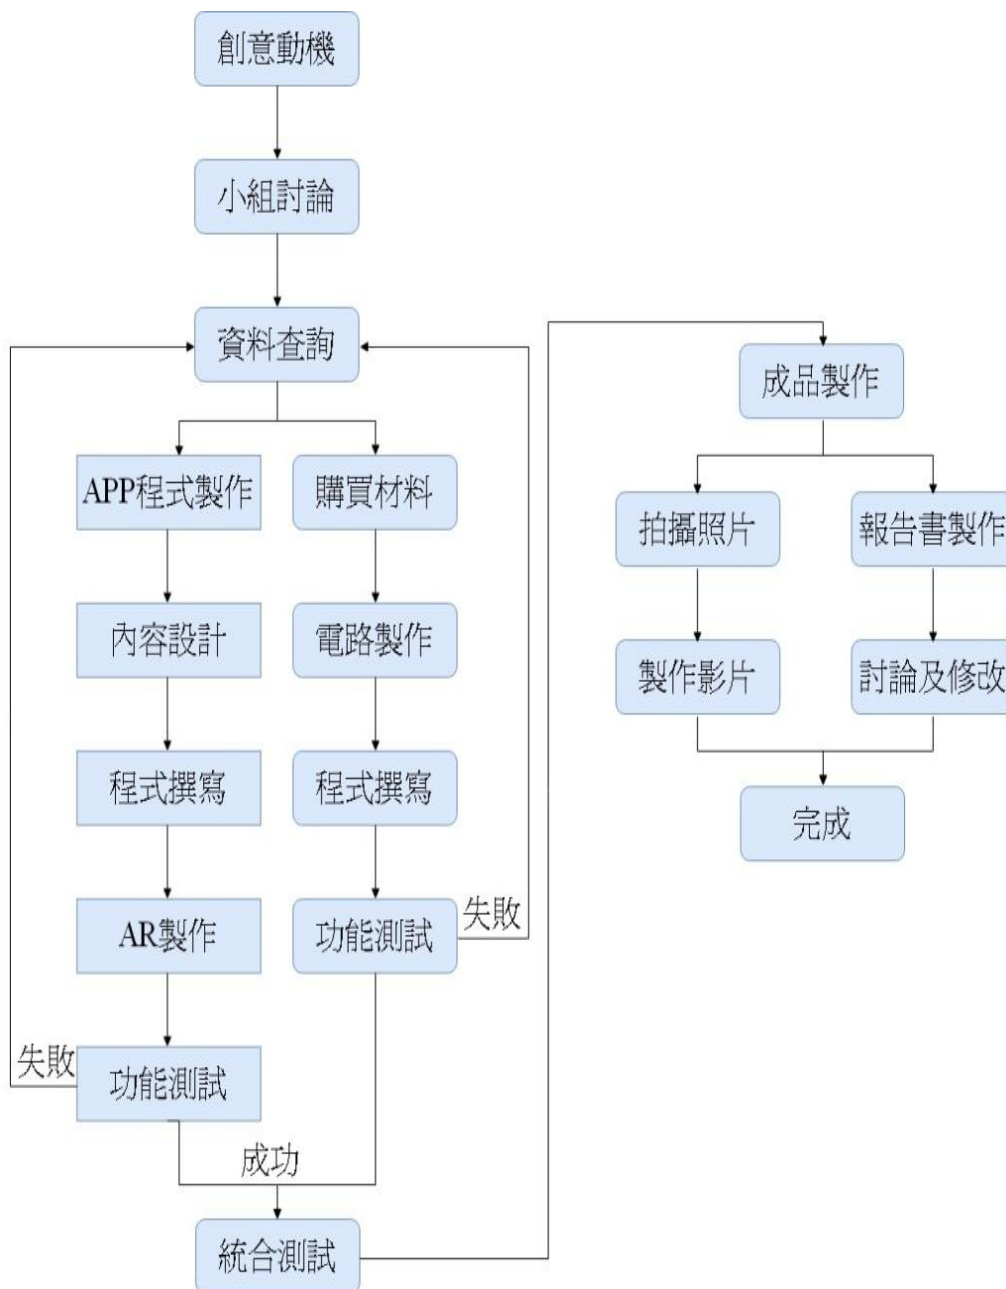 創意動機
小組討論
資料查詢
APP程式製作
內容設計
程式撰寫
AR製作
失敗
功能測試
購買材料
電路製作
程式撰寫
功能測試
失敗
成功
統合測試
成品製作
拍攝照片
製作影片
報告書製作
討論及修改
完成